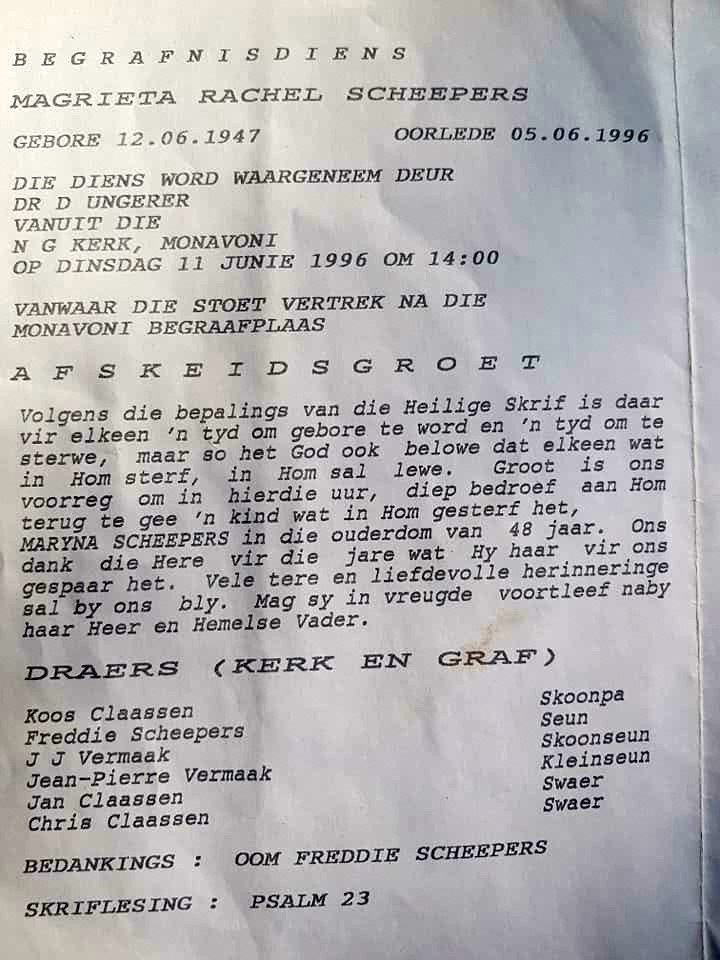 B E G R A F N I S D I E N S
MAGRIETA RACHEL SCHEEPERS
GEBORE 12.06.1947 OORLEDE 05.06.1996
DIE DIENS WORD WAARGENEEM DEUR
DR D UNGERER
VANUIT DIE
N G KERK, MONAVONI
OP DINSDAG 11 JUNIE 1996 OM 14:00
VANWAAR DIE STOET VERTREK NA DIE
MONAVONI BEGRAAFPLAAS
A F S K E I D S G R O E T
Volgens die bepalings van die Heilige Skrif is daar
vir elkeen 'n tyd om gebore te word en 'n tyd om te
sterwe, maar so het God ook belowe dat elkeen wat
in Hom sterf, in Hom sal lewe. Groot is ons
voorreg om in hierdie uur, diep bedroef aan Hom
terug te gee 'n kind wat in Hom gesterf het,
MARYNA SCHEEPERS in die ouderdom van 48 jaar. Ons
dank die Here vir die jare wat Hy haar vir ons
gespaar het. Vele tere en liefdevolle herinneringe
sal by ons bly. Mag sy in vreugde voortleef naby
haar Heer en Hemelse Vader.
DRAERS (KERK EN GRAF)
Koos Claassen Skoonpa
Freddie Scheepers Seun
J J Vermaak Skoonseun
Jean-Pierre Vermaak Kleinseun
Jan Claassen Swaer
Chris Claassen Swaer
BEDANKINGS : OOM FREDDIE SCHEEPERS
SKRIFLESING : PSALM 23